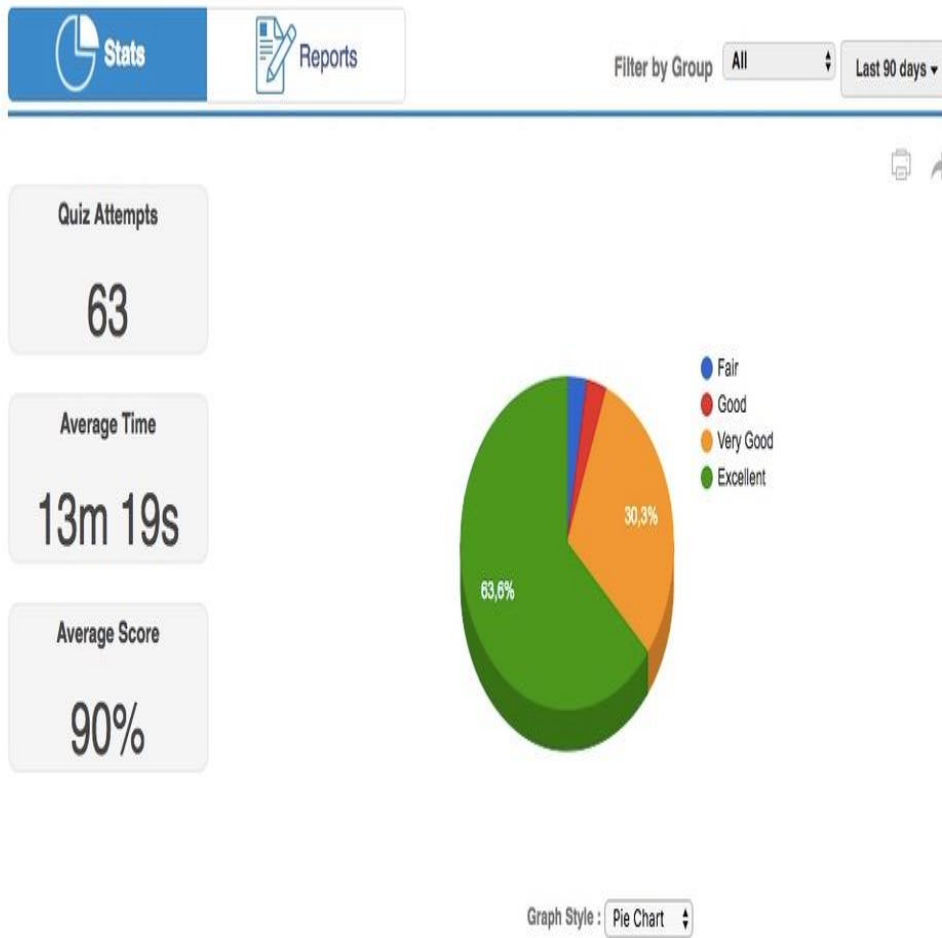 Stats
Reports
Filter by Group
All
Last 90 days
Quiz Attempts
63
Average Time
13m 19s
Average Score
90%
Fair
Good
Very Good
Excellent
30,3%
63,6%
Graph Style :
Pie Chart